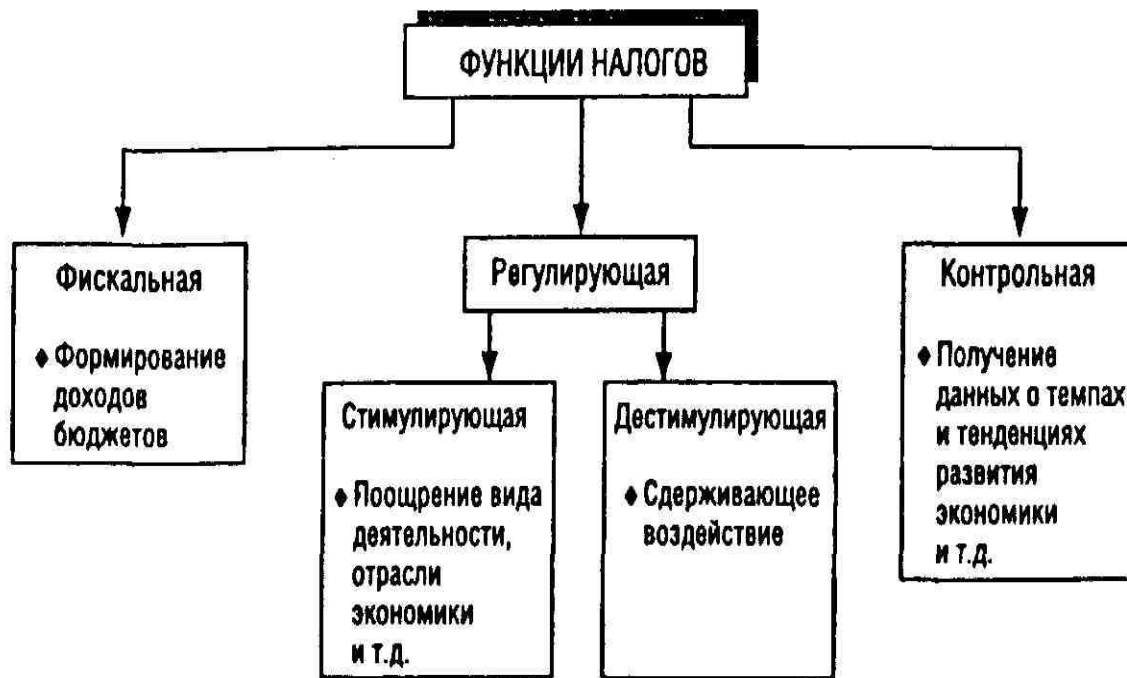 ФУНКЦИИ НАЛОГОВ
Фискальная
♦ Формирование
доходов
бюджетов
Регулирующая
Стимулирующая
♦ Поощрение вида
деятельности,
отрасли
экономики
и т.д.
Дестимулирующая
♦ Сдерживающее
воздействие
Контрольная
♦ Получение
данных о темпах
и тенденциях
развития
экономики
и т.д.